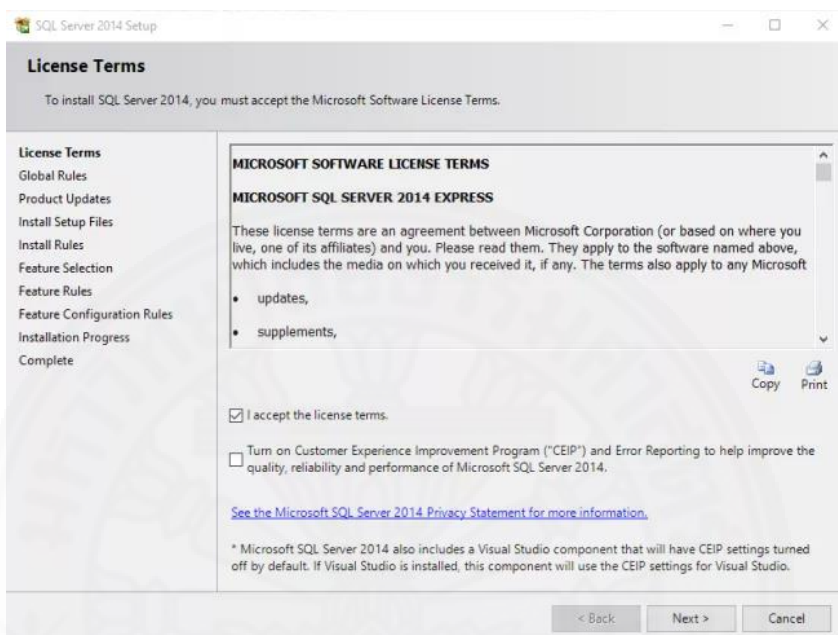 SQL Server 2014 Setup
License Terms
To install SQL Server 2014, you must accept the Microsoft Software License Terms.
License Terms
Global Rules
Product Updates
Install Setup Files
Install Rules
Feature Selection
Feature Rules
Feature Configuration Rules
Installation Progress
Complete
MICROSOFT SOFTWARE LICENSE TERMS
MICROSOFT SQL SERVER 2014 EXPRESS
These license terms are an agreement between Microsoft Corporation (or based on where you
live, one of its affiliates) and you. Please read them. They apply to the software named above,
which includes the media on which you received it, if any. The terms also apply to any Microsoft
• updates,
• supplements,
Copy Print
I accept the license terms.
Turn on Customer Experience Improvement Program ("CEIP") and Error Reporting to help improve the
quality, reliability and performance of Microsoft SQL Server 2014.
See the Microsoft SQL Server 2014 Privacy Statement for more information.
* Microsoft SQL Server 2014 also includes a Visual Studio component that will have CEIP settings turned
off by default. If Visual Studio is installed, this component will use the CEIP settings for Visual Studio.
< Back Next > Cancel